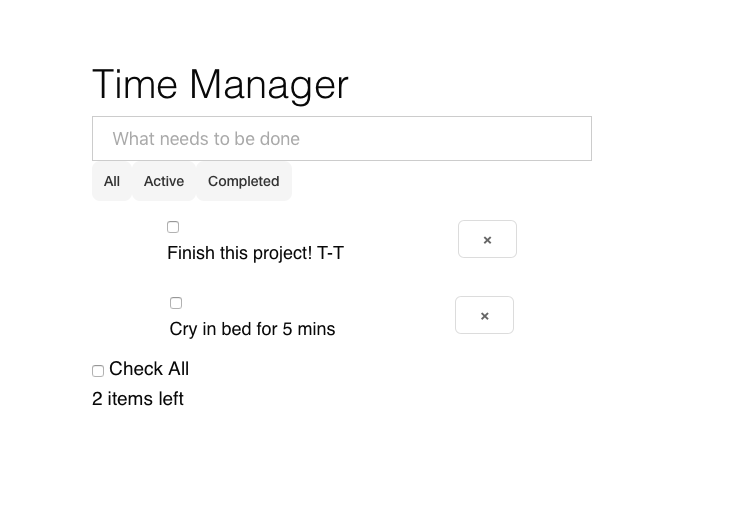 Time Manager
What needs to be done
All Active Completed
Finish this project! T-T ×
Cry in bed for 5 mins ×
Check All
2 items left